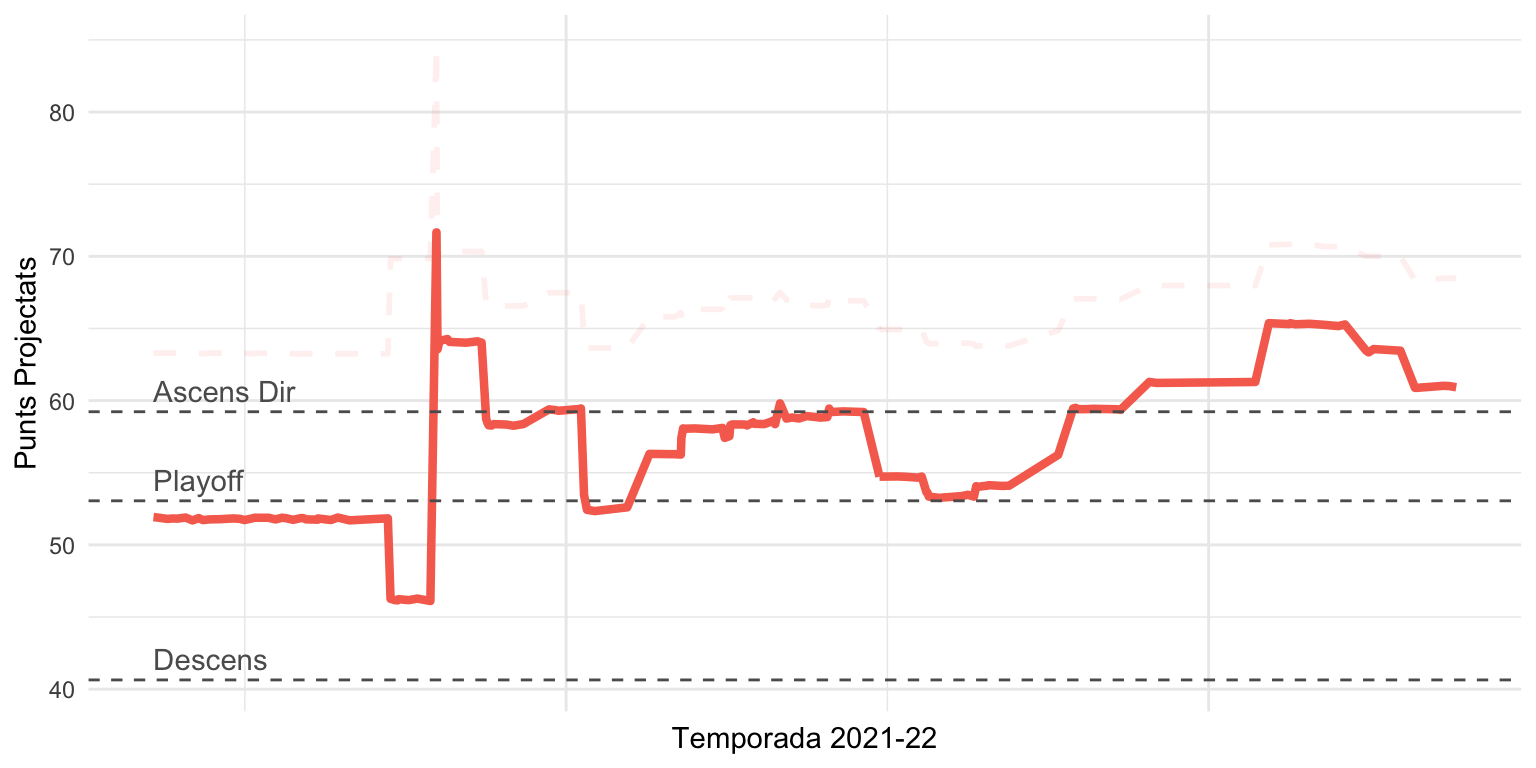 80
70
60
50
40
Punts Projectats
Ascens Dir
Playoff
Descens
Temporada 2021-22